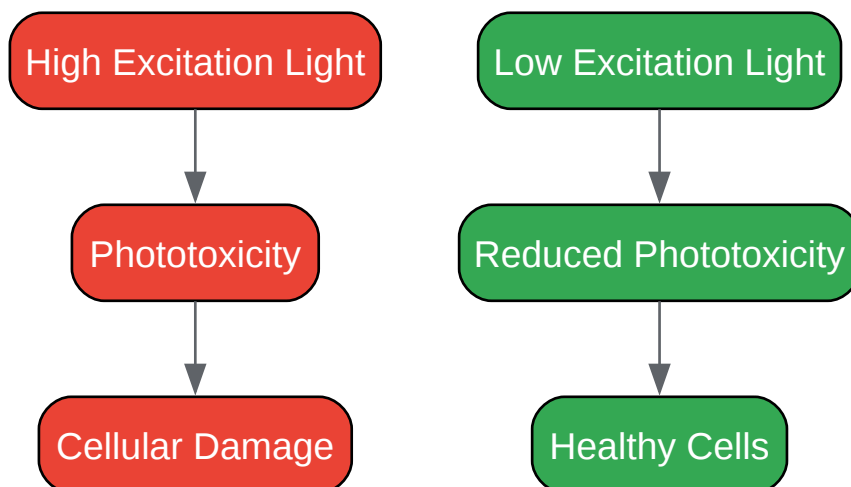 High Excitation Light
Low Excitation Light
Phototoxicity
Reduced Phototoxicity
Cellular Damage
Healthy Cells